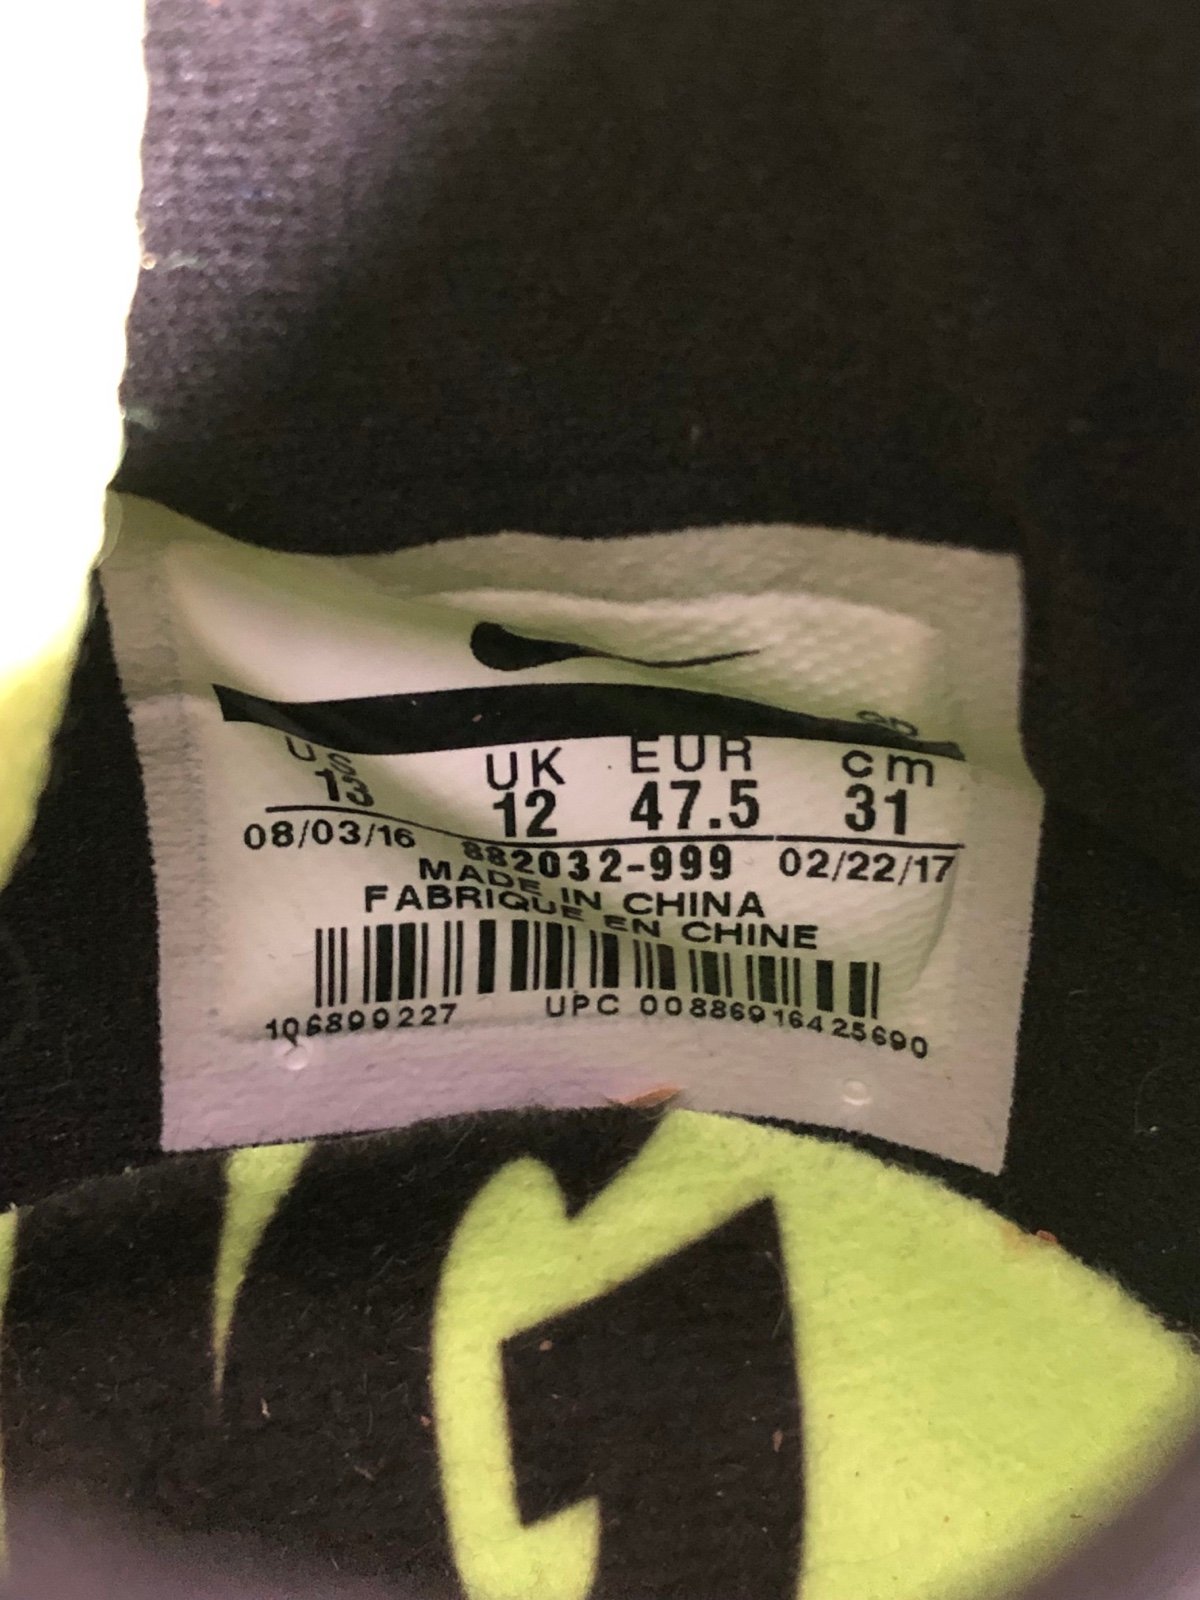 US UK EUR cm
13 12 47.5 31
08/03/16 882032-999 02/22/17
MADE IN CHINA
FABRIQUE EN CHINE
106899227 UPC 00886916425690